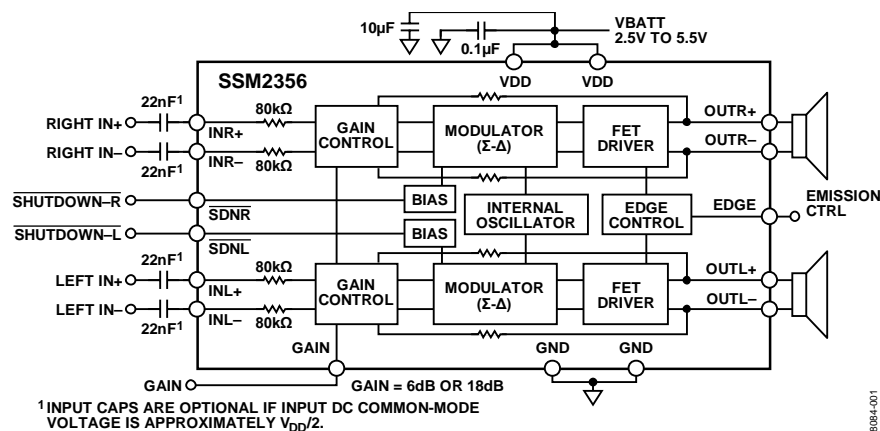 10µF
0.1µF
VBATT
2.5V TO 5.5V
SSM2356
VDD
VDD
22nF1
RIGHT IN+
INR+
80kΩ
GAIN
CONTROL
MODULATOR
(Σ-Δ)
FET
DRIVER
OUTR+
RIGHT IN–
INR–
80kΩ
22nF1
OUTR–
SHUTDOWN–R
SDNR
BIAS
INTERNAL
OSCILLATOR
EDGE
CONTROL
EDGE
EMISSION
CTRL
SHUTDOWN–L
SDNL
BIAS
22nF1
LEFT IN+
INL+
80kΩ
GAIN
CONTROL
MODULATOR
(Σ-Δ)
FET
DRIVER
OUTL+
LEFT IN–
INL–
80kΩ
22nF1
OUTL–
GAIN
GND
GND
GAIN
GAIN = 6dB OR 18dB
1 INPUT CAPS ARE OPTIONAL IF INPUT DC COMMON-MODE
VOLTAGE IS APPROXIMATELY VDD/2.
8084-001